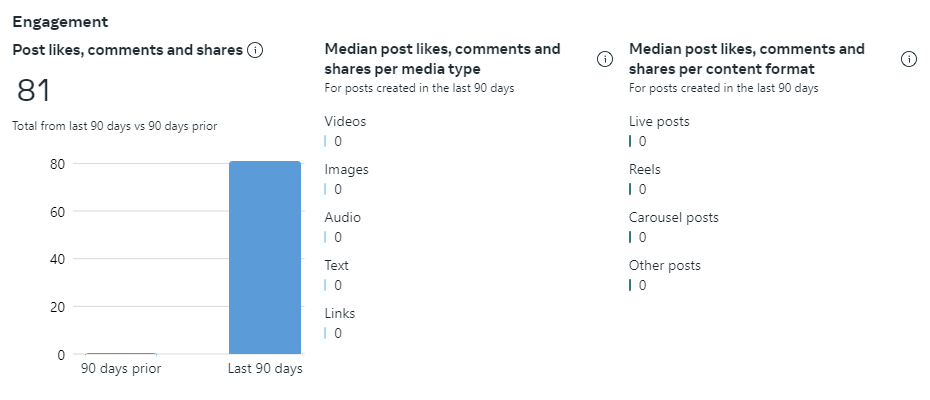 Engagement
Post likes, comments and shares
81
Total from last 90 days vs 90 days prior
80
60
40
20
0
90 days prior
Last 90 days
Median post likes, comments and
shares per media type
For posts created in the last 90 days
Videos
0
Images
0
Audio
0
Text
0
Links
0
Median post likes, comments and
shares per content format
For posts created in the last 90 days
Live posts
0
Reels
0
Carousel posts
0
Other posts
0